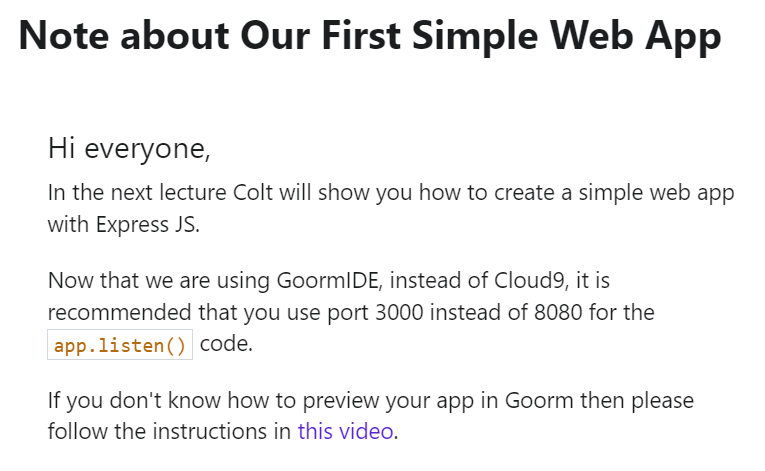 Note about Our First Simple Web App
Hi everyone,
In the next lecture Colt will show you how to create a simple web app
with Express JS.
Now that we are using GoormIDE, instead of Cloud9, it is
recommended that you use port 3000 instead of 8080 for the
app.listen() code.
If you don't know how to preview your app in Goorm then please
follow the instructions in this video.